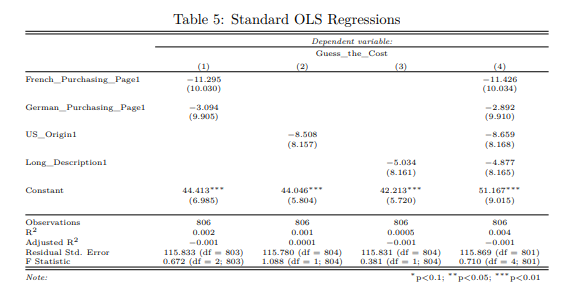 Table 5: Standard OLS Regressions
Dependent variable:
Guess_the_Cost
(1) (2) (3) (4)
French_Purchasing_Page1 −11.295 −11.426
(10.030) (10.034)
German_Purchasing_Page1 −3.094 −2.892
(9.905) (9.910)
US_Origin1 −8.508 −8.659
(8.157) (8.168)
Long_Description1 −5.034 −4.877
(8.161) (8.165)
Constant 44.413*** 44.046*** 42.213*** 51.167***
(6.985) (5.804) (5.720) (9.015)
Observations 806 806 806 806
R² 0.002 0.001 0.0005 0.004
Adjusted R² −0.001 0.0001 −0.001 −0.001
Residual Std. Error 115.833 (df = 803) 115.780 (df = 804) 115.831 (df = 804) 115.869 (df = 801)
F Statistic 0.672 (df = 2; 803) 1.088 (df = 1; 804) 0.381 (df = 1; 804) 0.710 (df = 4; 801)
Note: *p<0.1; **p<0.05; ***p<0.01